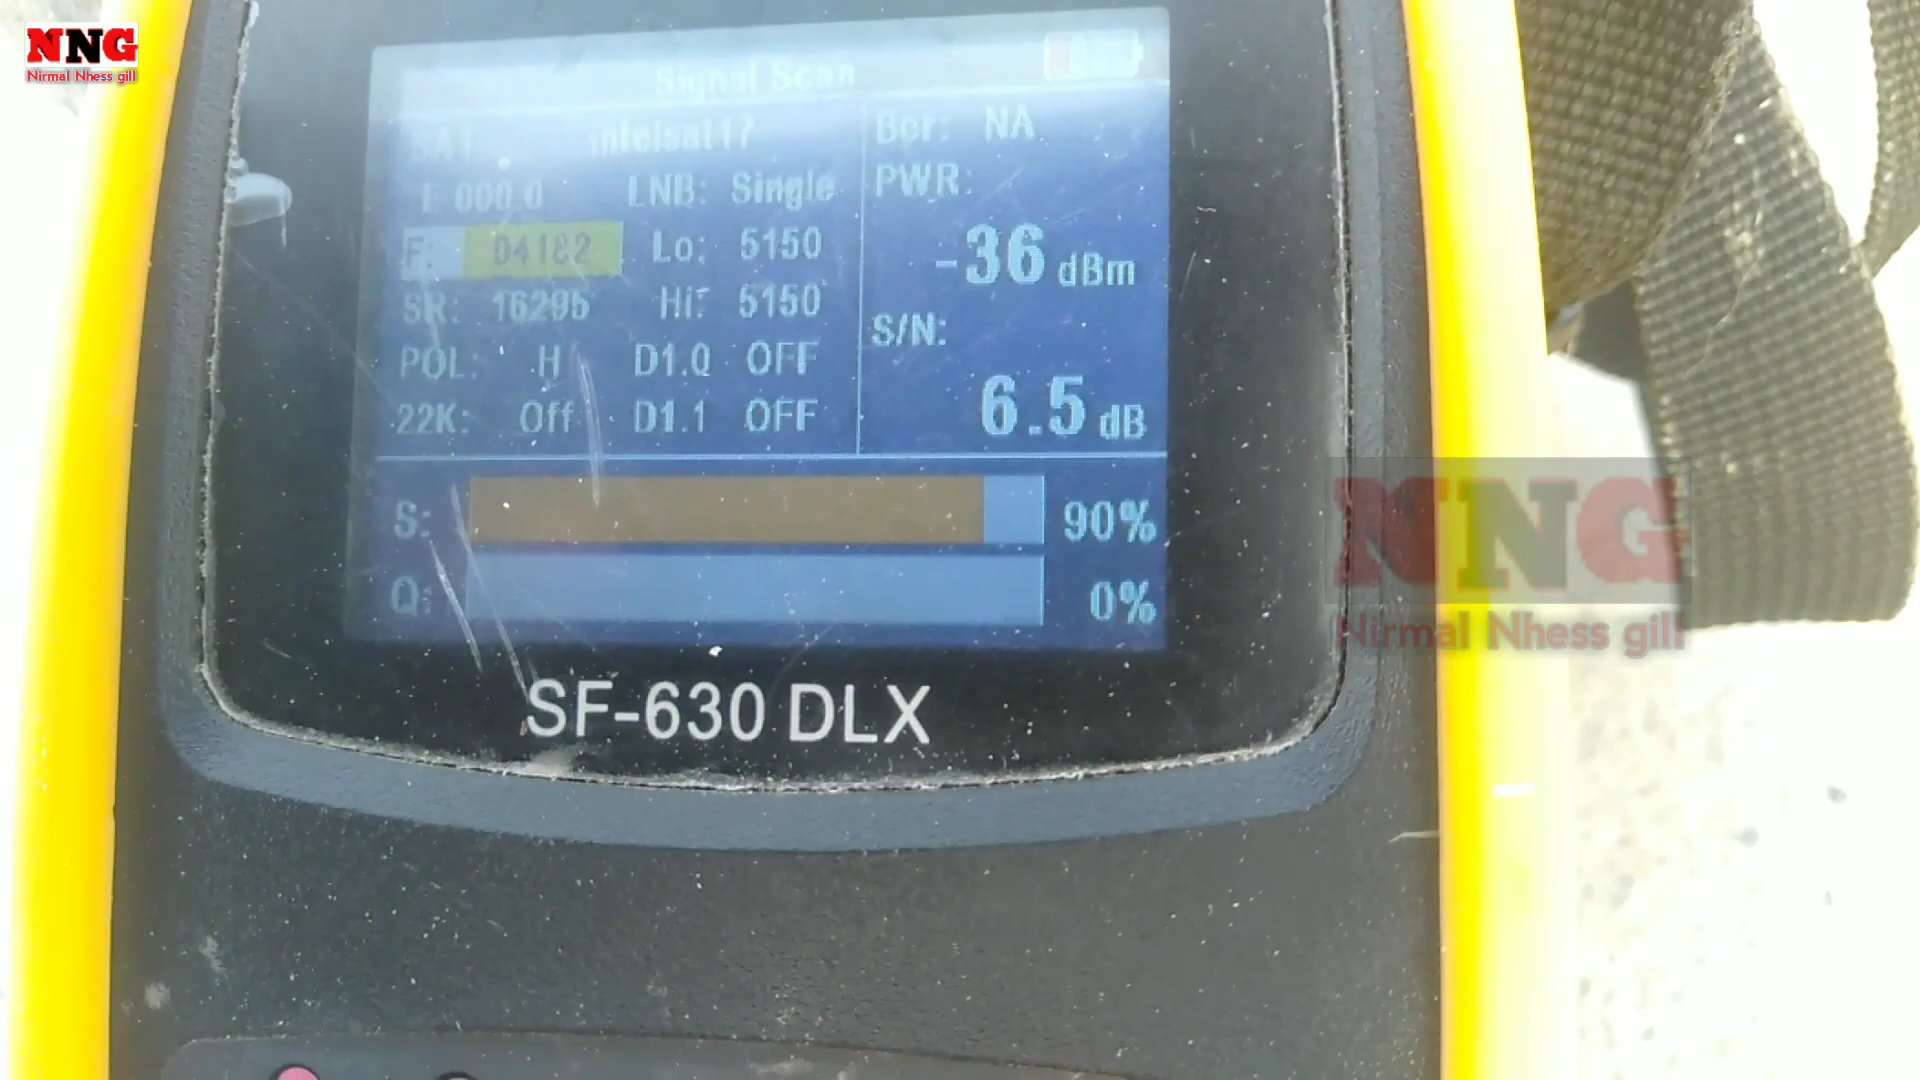 NNG
Nirmal Nhess gill
Signal Scan
SAT: Intelsat17
E 000.0 LNB: Single
F: 04182 Lo: 5150
SR: 16295 Hi: 5150
POL: H D1.0 OFF
22K: Off D1.1 OFF
NA
PWR:
-36 dBm
S/N:
6.5 dB
S: 90%
Q: 0%
SF-630 DLX
NNG
Nirmal Nhess gill